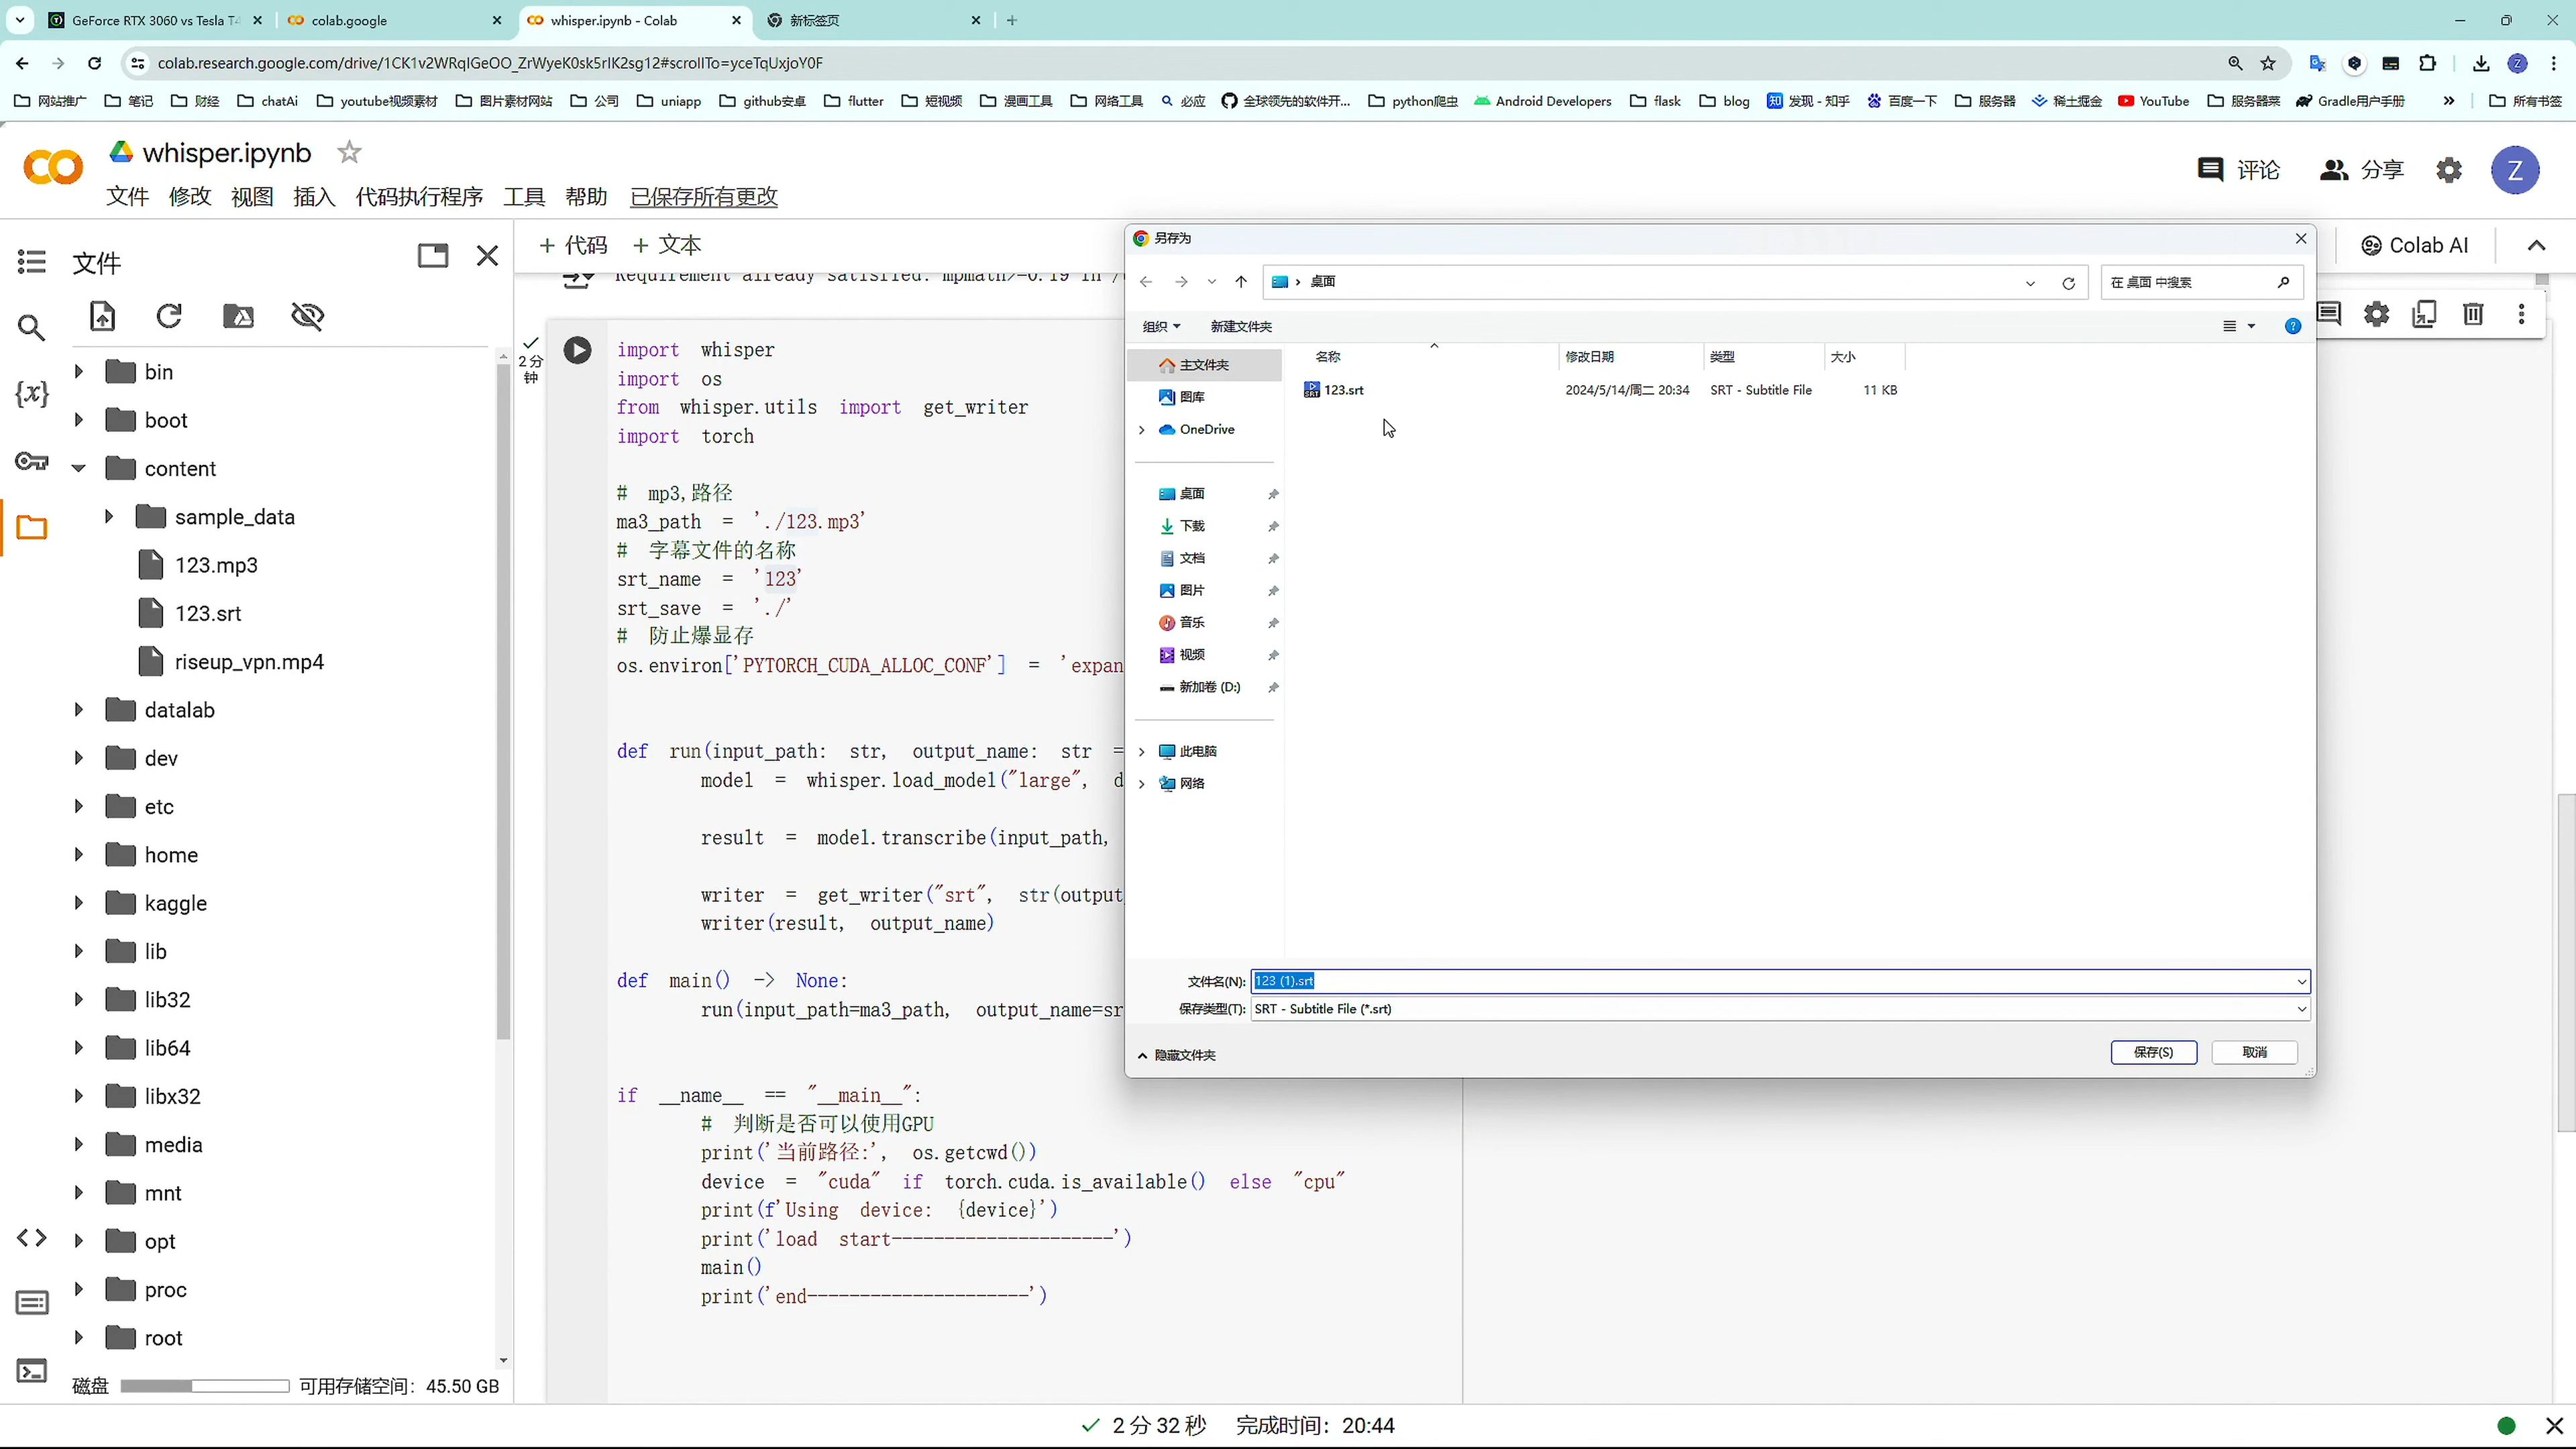 GeForce RTX 3060 vs Tesla T4
colab.google
whisper.ipynb - Colab
新标签页
colab.research.google.com/drive/1CK1v2WRqIGeOO_ZrWyeK0sk5rIK2sg12#scrollTo=yceTqUxjoY0F
网站推广 笔记 财经 chatAi youtube视频素材 图片素材网站 公司 uniapp github安卓 flutter 短视频 漫画工具 网络工具 必应 全球领先的软件开... python爬虫 Android Developers flask blog 发现 - 知乎 百度一下 服务器 稀土掘金 YouTube 服务器菜 Gradle用户手册 » 所有书签
whisper.ipynb
评论 分享 Z
文件 修改 视图 插入 代码执行程序 工具 帮助 已保存所有更改
文件
+ 代码 + 文本
Colab AI
bin
boot
content
sample_data
123.mp3
123.srt
riseup_vpn.mp4
datalab
dev
etc
home
kaggle
lib
lib32
lib64
libx32
media
mnt
opt
proc
root
磁盘 可用存储空间: 45.50 GB
Requirement already satisfied: mpmath>=0.19 in /
2 分
钟
import whisper
import os
from whisper.utils import get_writer
import torch
# mp3,路径
ma3_path = './123.mp3'
# 字幕文件的名称
srt_name = '123'
srt_save = './'
# 防止爆显存
os.environ['PYTORCH_CUDA_ALLOC_CONF'] = 'expan
def run(input_path: str, output_name: str =
model = whisper.load_model("large", d
result = model.transcribe(input_path,
writer = get_writer("srt", str(output_
writer(result, output_name)
def main() -> None:
run(input_path=ma3_path, output_name=sr
if __name__ == "__main__":
# 判断是否可以使用GPU
print('当前路径:', os.getcwd())
device = "cuda" if torch.cuda.is_available() else "cpu"
print(f'Using device: {device}')
print('load start---------------------')
main()
print('end---------------------')
另存为
桌面
在 桌面 中搜索
组织 新建文件夹
名称 修改日期 类型 大小
123.srt 2024/5/14/周二 20:34 SRT - Subtitle File 11 KB
主文件夹
图库
OneDrive
桌面
下载
文档
图片
音乐
视频
新加卷 (D:)
此电脑
网络
文件名(N): 123 (1).srt
保存类型(T): SRT - Subtitle File (*.srt)
隐藏文件夹
保存(S) 取消
2 分 32 秒 完成时间: 20:44